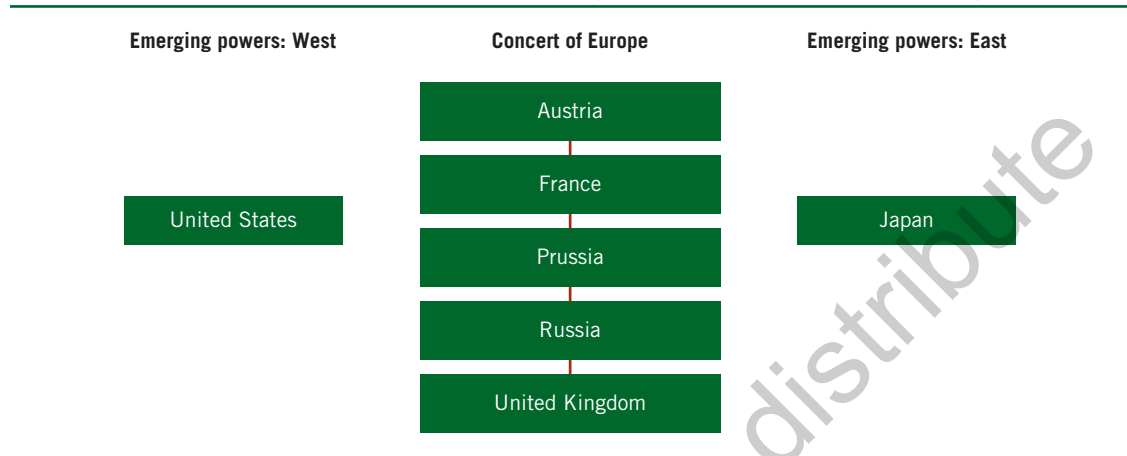 Emerging powers: West
Concert of Europe
Emerging powers: East
Austria
France
United States
Japan
Prussia
Russia
United Kingdom
distribute